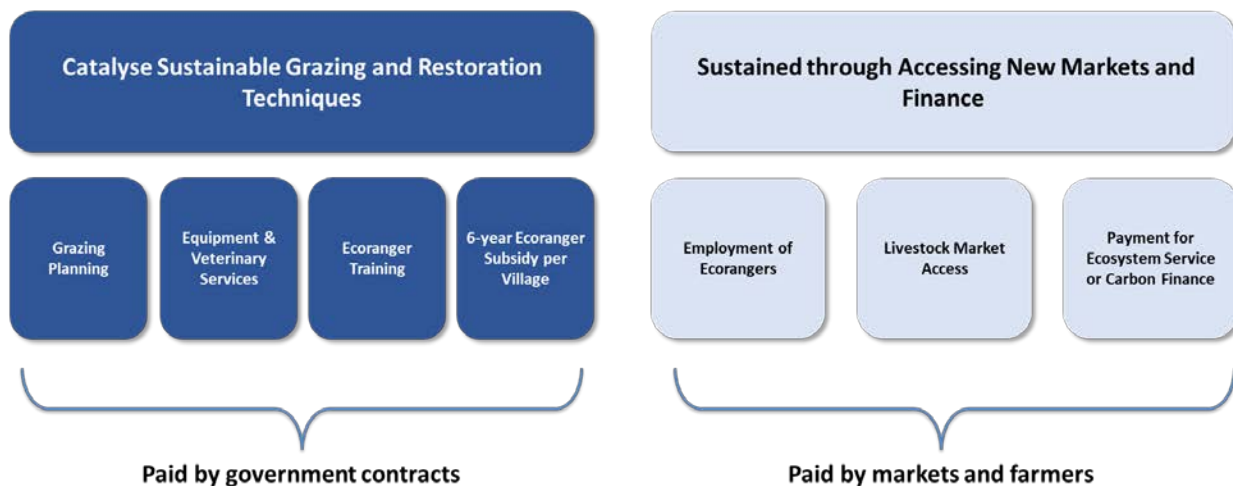 Catalyse Sustainable Grazing and Restoration
Techniques
Sustained through Accessing New Markets and
Finance
Grazing
Planning
Equipment &
Veterinary
Services
Ecoranger
Training
6-year Ecoranger
Subsidy per
Village
Employment of
Ecorangers
Livestock Market
Access
Payment for
Ecosystem Service
or Carbon Finance
Paid by government contracts
Paid by markets and farmers